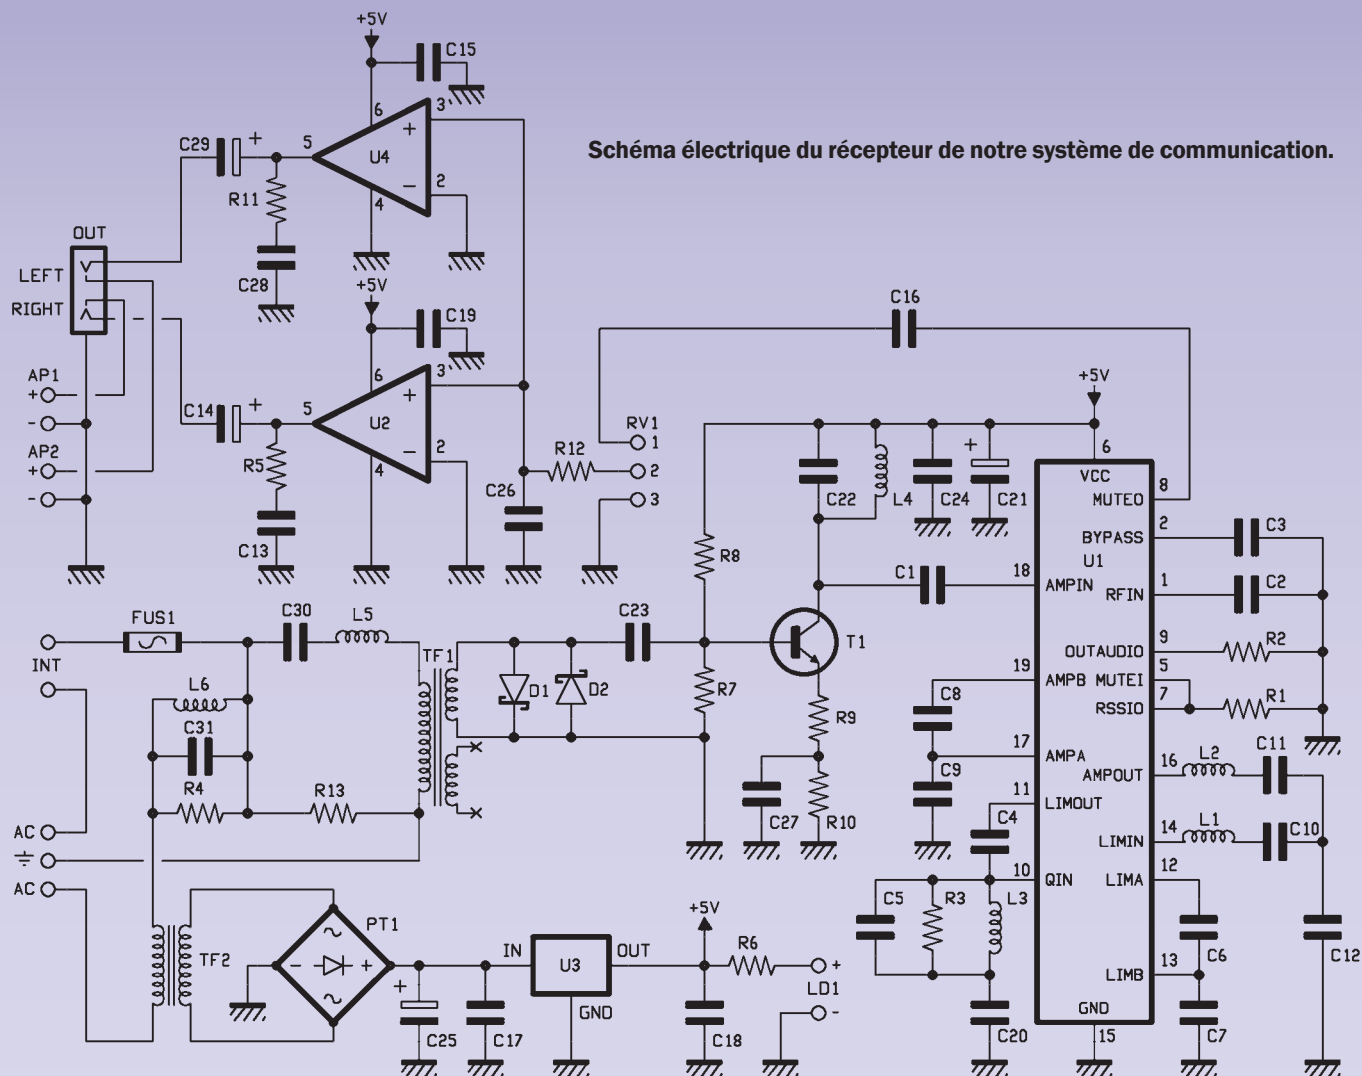 +5V
C15
3
6
+
C29
+
5
U4
Schéma électrique du récepteur de notre système de communication.
R11
–
2
4
OUT
LEFT
C28
+5V
C16
RIGHT
C19
AP1
+
-
6
3
+
+5V
C14
+
5
U2
RV1
1
AP2
+
-
R5
–
2
4
R12
2
3
C26
C13
+
C22
L4
C24
C21
6
VCC
8
MUTEO
2
BYPASS
C3
U1
R8
C1
18
AMPIN
1
RFIN
C2
FUS1
C30
L5
C23
T1
INT
TF1
9
OUTAUDIO
R2
L6
D1
D2
R7
19
AMPB
MUTEI
5
7
RSSIO
R1
C31
R9
C8
17
AMPA
L2
C11
16
AMPOUT
R4
R13
C9
11
LIMOUT
AC
C27
R10
C4
14
LIMIN
L1
C10
AC
10
QIN
LIMA
12
C5
R3
L3
PT1
+5V
~
IN
OUT
R6
TF2
-
+
U3
+
LD1
-
13
LIMB
C6
C12
~
+
GND
GND
C25
C17
C18
C20
15
C7